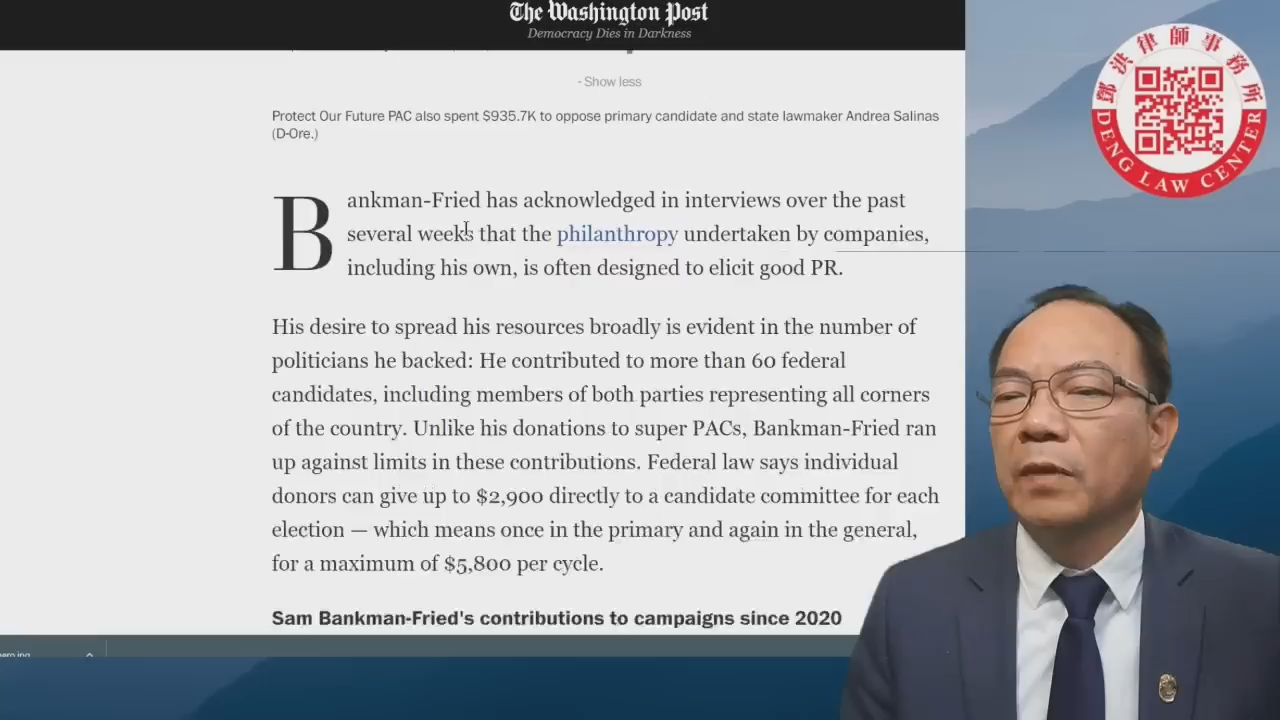 The Washington Post
Democracy Dies in Darkness
- Show less
Protect Our Future PAC also spent $935.7K to oppose primary candidate and state lawmaker Andrea Salinas
(D-Ore.)
Bankman-Fried has acknowledged in interviews over the past
several weeks that the philanthropy undertaken by companies,
including his own, is often designed to elicit good PR.
His desire to spread his resources broadly is evident in the number of
politicians he backed: He contributed to more than 60 federal
candidates, including members of both parties representing all corners
of the country. Unlike his donations to super PACs, Bankman-Fried ran
up against limits in these contributions. Federal law says individual
donors can give up to $2,900 directly to a candidate committee for each
election — which means once in the primary and again in the general,
for a maximum of $5,800 per cycle.
Sam Bankman-Fried's contributions to campaigns since 2020
鄧洪律師事務所
DENG LAW CENTER